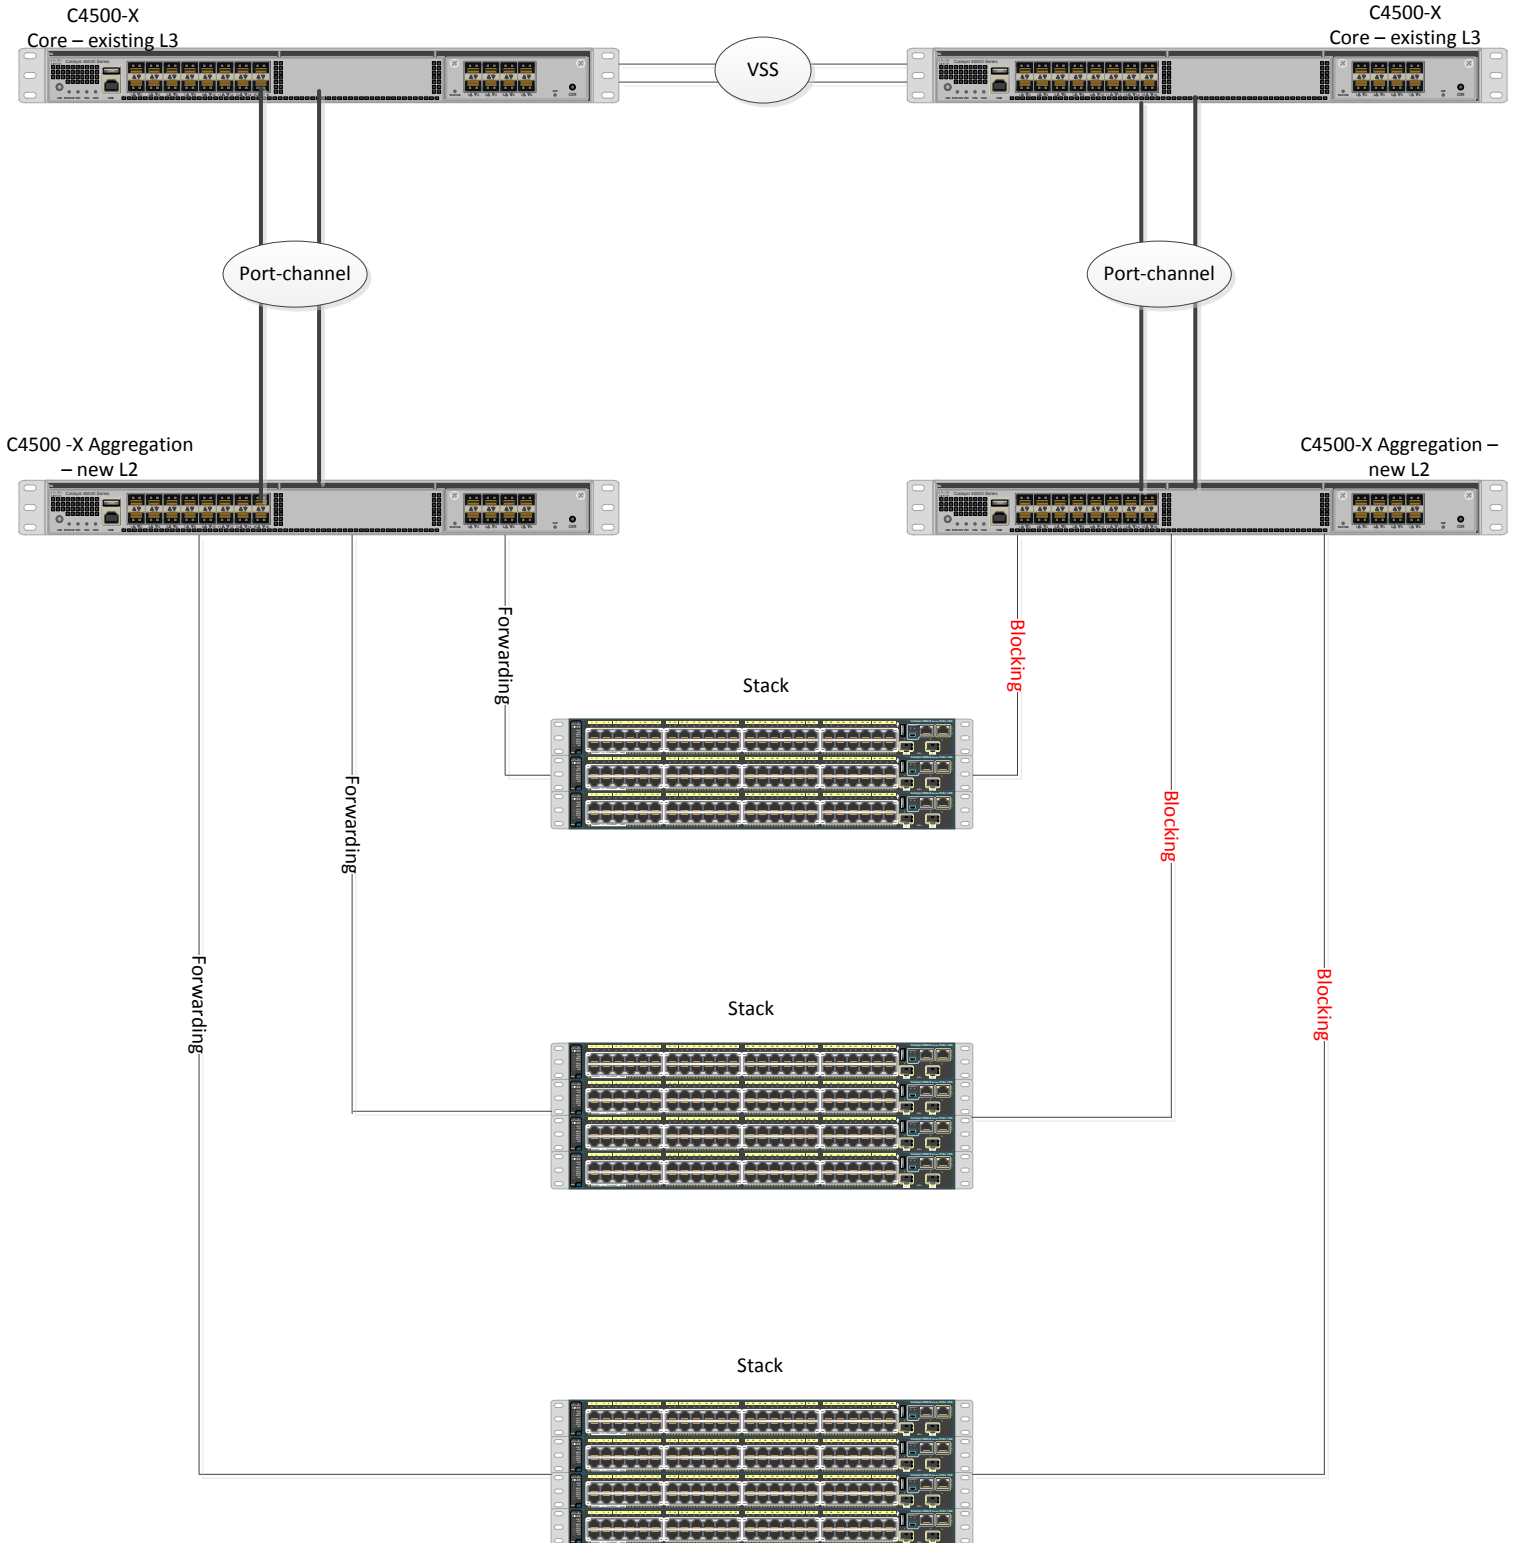 C4500-X
Core – existing L3
C4500-X
Core – existing L3
VSS
Port-channel
Port-channel
C4500 -X Aggregation
– new L2
C4500-X Aggregation –
new L2
Forwarding
Blocking
Stack
Forwarding
Blocking
Forwarding
Blocking
Stack
Stack